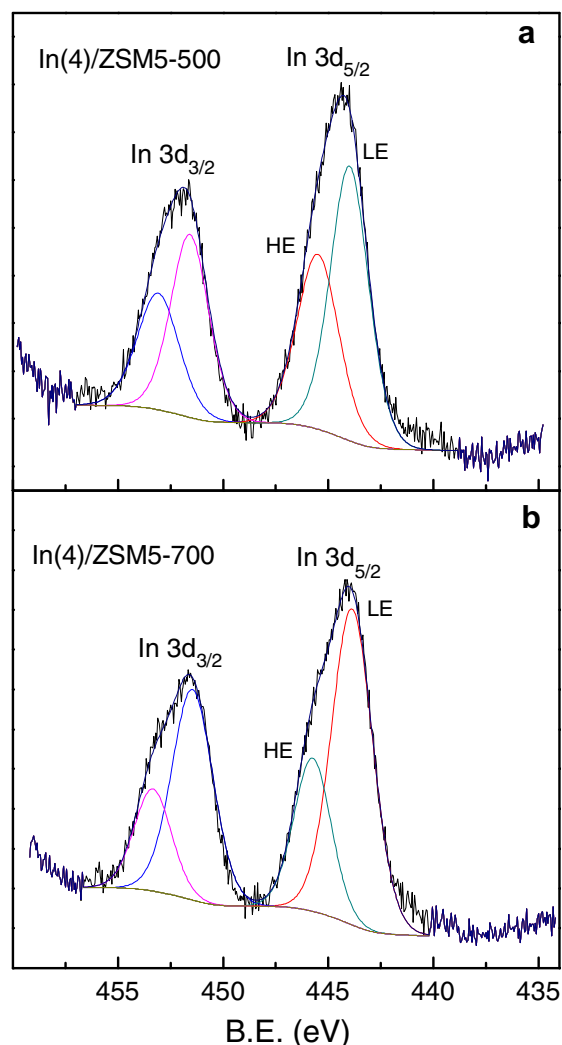 a
In(4)/ZSM5-500
In 3d5/2
In 3d3/2
LE
HE
b
In(4)/ZSM5-700
In 3d5/2
LE
In 3d3/2
HE
455 450 445 440 435
B.E. (eV)